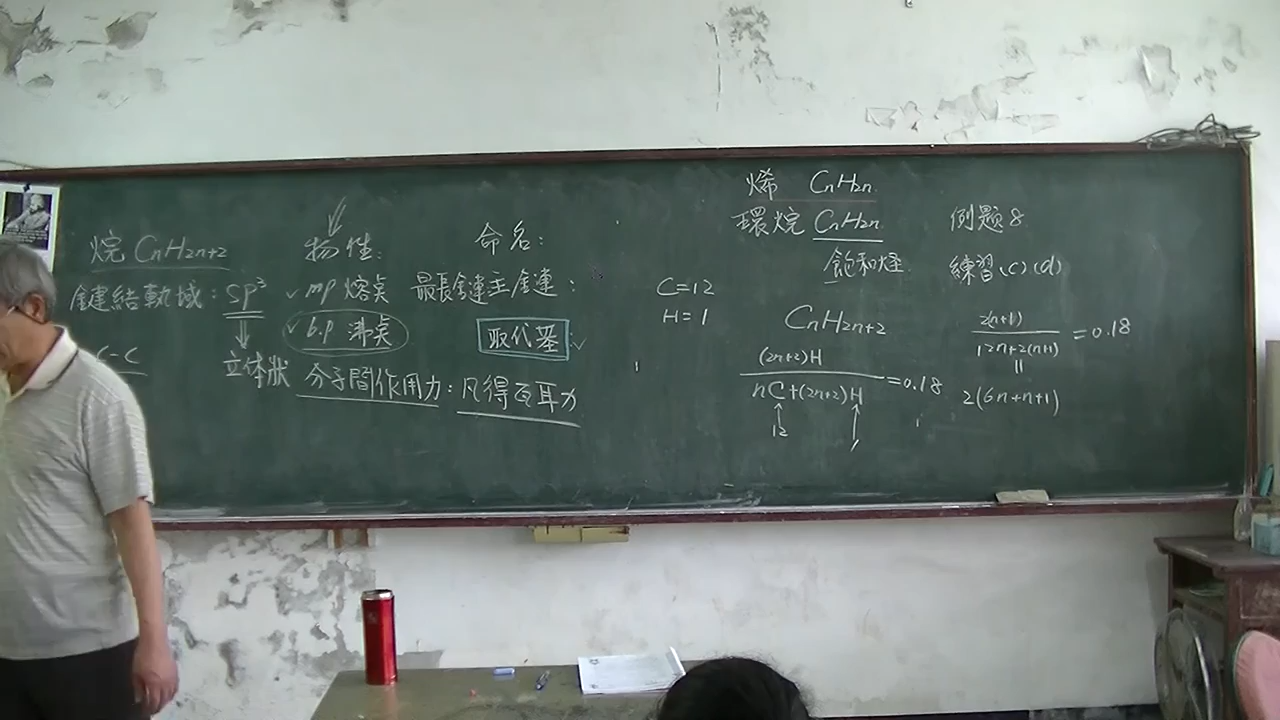 烷 CnH2n+2
鍵結軌域：sp³
C-C
立体狀
物性：
✓mp 熔点
✓b.p 沸点
分子間作用力：凡得瓦耳力
命名：
最長鏈主鏈：
取代基✓
C=12
H=1
烯 CnH2n
環烷 CnH2n
飽和烴
CnH2n+2
(2n+2)H
nC+(2n+2)H =0.18
12 1
例題8
練習(c)(d)
2(n+1)
12n+2(n+1) =0.18
2(6n+n+1)